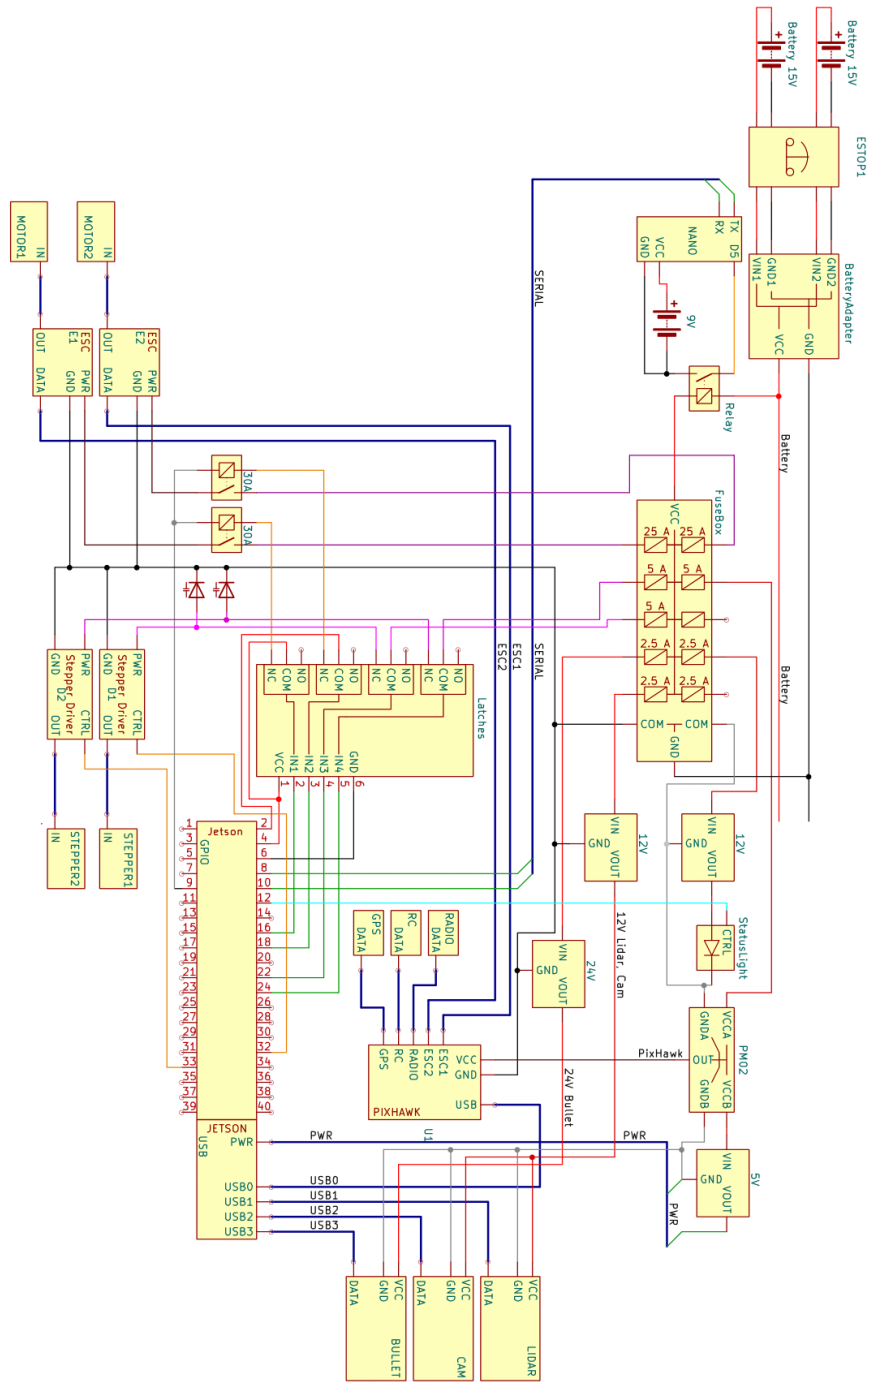 Battery 15V
Battery 15V
ESTOP1
BatteryAdapter
VIN1
GND1
VIN2
GND2
VCC
GND
NANO
RX
TX
GND
VCC
D5
9V
Relay
Battery
SERIAL
MOTOR1
IN
MOTOR2
IN
ESC
E1
OUT
DATA
GND
PWR
ESC
E2
OUT
DATA
GND
PWR
30A
30A
FuseBox
VCC
25 A
25 A
5 A
5 A
5 A
2.5 A
2.5 A
2.5 A
2.5 A
COM
COM
GND
Battery
SERIAL
ESC1
ESC2
Latches
NC
COM
NO
NC
COM
NO
NC
COM
NO
NC
COM
NO
VCC
IN1
IN2
IN3
IN4
GND
1
2
3
4
5
6
Stepper Driver
D2
GND
PWR
OUT
CTRL
Stepper Driver
D1
GND
PWR
OUT
CTRL
STEPPER2
IN
STEPPER1
IN
Jetson
GPIO
1
2
3
4
5
6
7
8
9
10
11
12
13
14
15
16
17
18
19
20
21
22
23
24
25
26
27
28
29
30
31
32
33
34
35
36
37
38
39
40
JETSON
USB
PWR
USB0
USB1
USB2
USB3
PWR
PWR
USB0
USB1
USB2
USB3
12V
VIN
GND
VOUT
12V
VIN
GND
VOUT
12V Lidar, Cam
StatusLight
CTRL
24V
VIN
GND
VOUT
24V Bullet
GPS
DATA
RC
DATA
RADIO
DATA
PIXHAWK
U1
GPS
RC
RADIO
ESC2
ESC1
VCC
GND
USB
PixHawk
PM02
GNDA
VCCA
OUT
GNDB
VCCB
5V
VIN
GND
VOUT
PWR
BULLET
DATA
GND
VCC
CAM
DATA
GND
VCC
LIDAR
DATA
GND
VCC